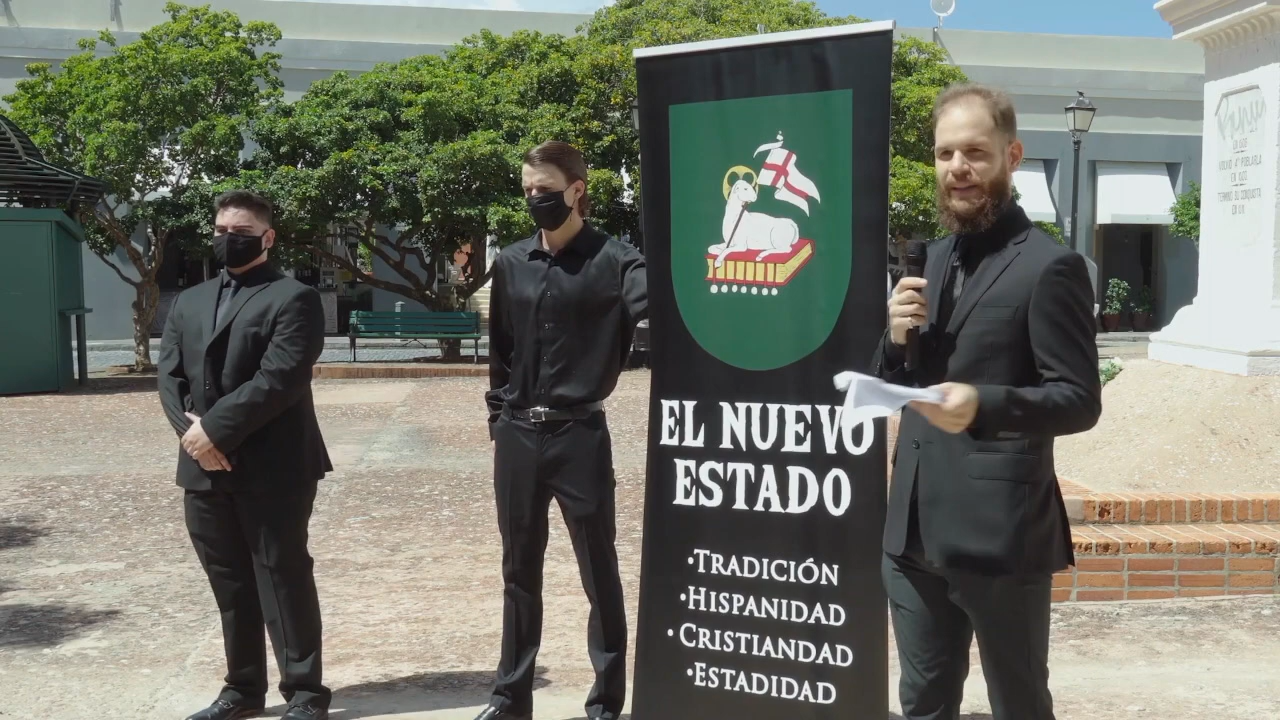 EL NUEVO
ESTADO
•TRADICIÓN
•HISPANIDAD
•CRISTIANDAD
•ESTADIDAD